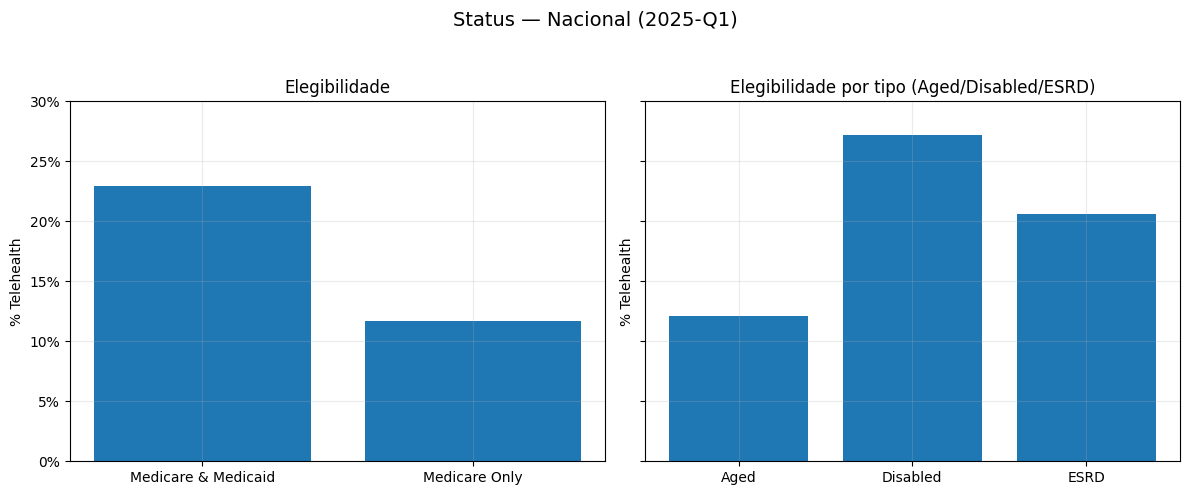 Status — Nacional (2025-Q1)
Elegibilidade
% Telehealth
30%
25%
20%
15%
10%
5%
0%
Medicare & Medicaid
Medicare Only
Elegibilidade por tipo (Aged/Disabled/ESRD)
% Telehealth
Aged
Disabled
ESRD